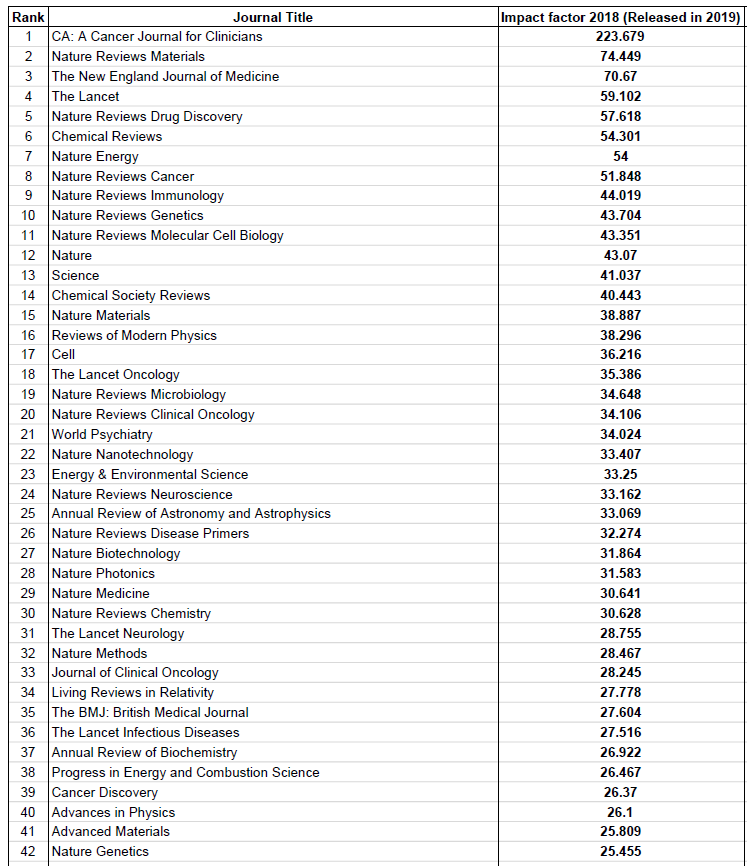 Rank Journal Title Impact factor 2018 (Released in 2019)
1 CA: A Cancer Journal for Clinicians 223.679
2 Nature Reviews Materials 74.449
3 The New England Journal of Medicine 70.67
4 The Lancet 59.102
5 Nature Reviews Drug Discovery 57.618
6 Chemical Reviews 54.301
7 Nature Energy 54
8 Nature Reviews Cancer 51.848
9 Nature Reviews Immunology 44.019
10 Nature Reviews Genetics 43.704
11 Nature Reviews Molecular Cell Biology 43.351
12 Nature 43.07
13 Science 41.037
14 Chemical Society Reviews 40.443
15 Nature Materials 38.887
16 Reviews of Modern Physics 38.296
17 Cell 36.216
18 The Lancet Oncology 35.386
19 Nature Reviews Microbiology 34.648
20 Nature Reviews Clinical Oncology 34.106
21 World Psychiatry 34.024
22 Nature Nanotechnology 33.407
23 Energy & Environmental Science 33.25
24 Nature Reviews Neuroscience 33.162
25 Annual Review of Astronomy and Astrophysics 33.069
26 Nature Reviews Disease Primers 32.274
27 Nature Biotechnology 31.864
28 Nature Photonics 31.583
29 Nature Medicine 30.641
30 Nature Reviews Chemistry 30.628
31 The Lancet Neurology 28.755
32 Nature Methods 28.467
33 Journal of Clinical Oncology 28.245
34 Living Reviews in Relativity 27.778
35 The BMJ: British Medical Journal 27.604
36 The Lancet Infectious Diseases 27.516
37 Annual Review of Biochemistry 26.922
38 Progress in Energy and Combustion Science 26.467
39 Cancer Discovery 26.37
40 Advances in Physics 26.1
41 Advanced Materials 25.809
42 Nature Genetics 25.455